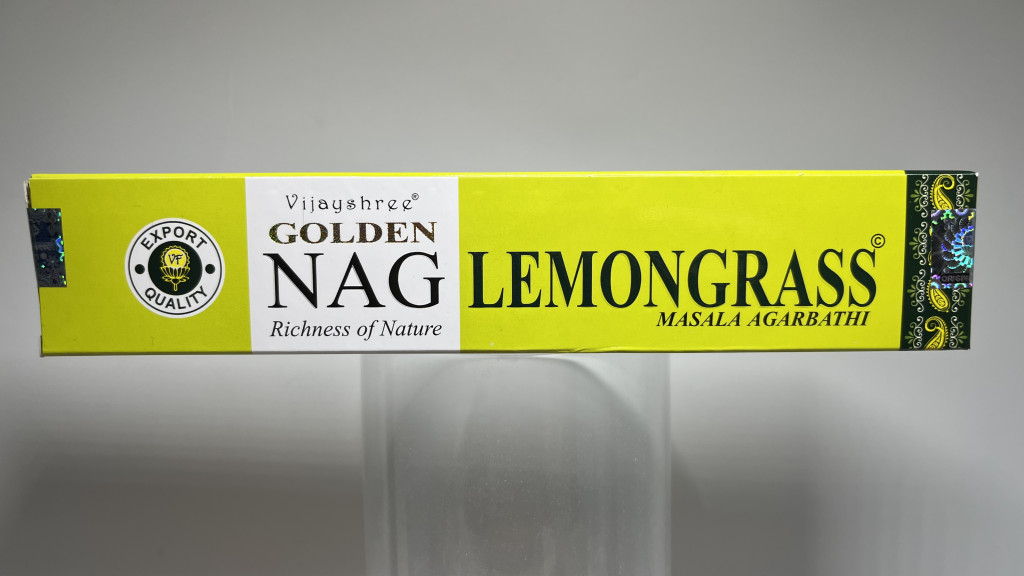 EXPORT
VF
QUALITY
Vijayshree®
GOLDEN
NAG
Richness of Nature
LEMONGRASS©
MASALA AGARBATHI